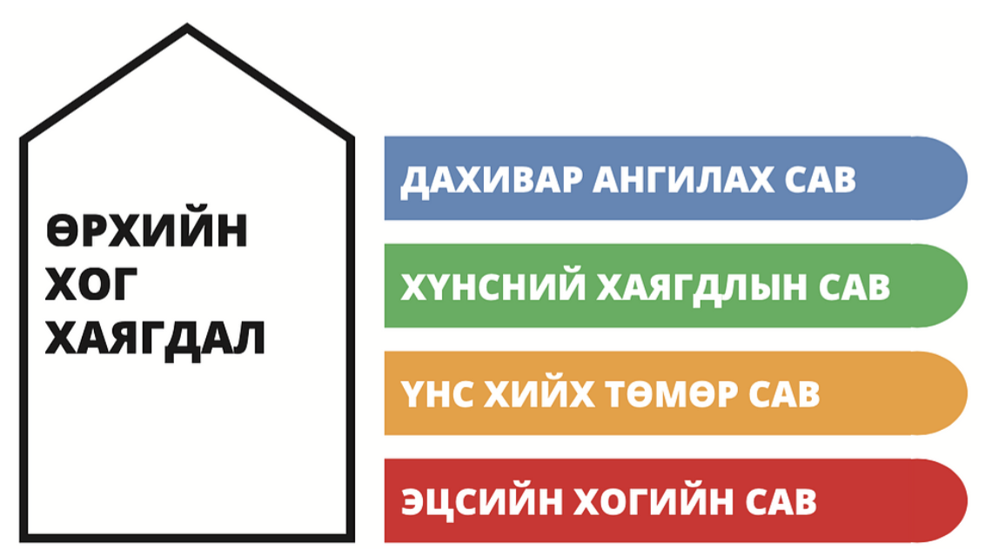 ӨРХИЙН
ХОГ
ХАЯГДАЛ
ДАХИВАР АНГИЛАХ САВ
ХҮНСНИЙ ХАЯГДЛЫН САВ
ҮНС ХИЙХ ТӨМӨР САВ
ЭЦСИЙН ХОГИЙН САВ